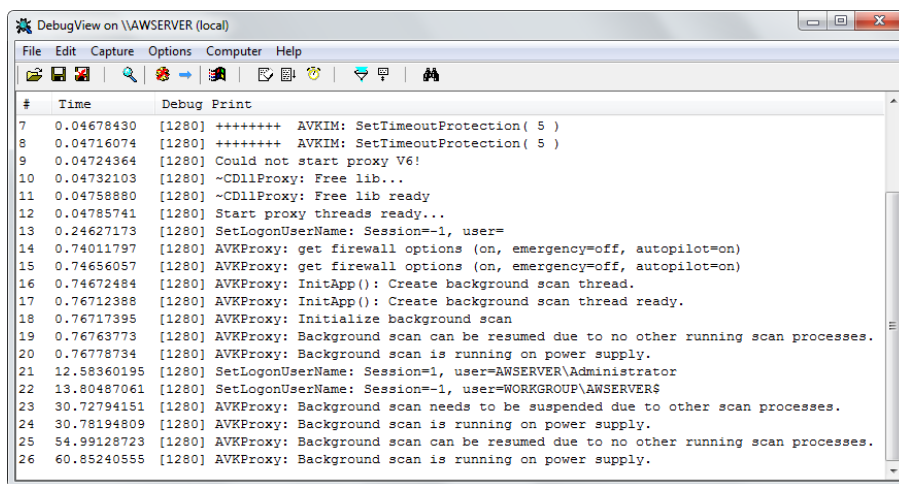 DebugView on \\AWSERVER (local)
File Edit Capture Options Computer Help
# Time Debug Print
7 0.04678430 [1280] ++++++++ AVKIM: SetTimeoutProtection( 5 )
8 0.04716074 [1280] ++++++++ AVKIM: SetTimeoutProtection( 5 )
9 0.04724364 [1280] Could not start proxy V6!
10 0.04732103 [1280] ~CDllProxy: Free lib...
11 0.04758880 [1280] ~CDllProxy: Free lib ready
12 0.04785741 [1280] Start proxy threads ready...
13 0.24627173 [1280] SetLogonUserName: Session=-1, user=
14 0.74011797 [1280] AVKProxy: get firewall options (on, emergency=off, autopilot=on)
15 0.74656057 [1280] AVKProxy: get firewall options (on, emergency=off, autopilot=on)
16 0.74672484 [1280] AVKProxy: InitApp(): Create background scan thread.
17 0.76712388 [1280] AVKProxy: InitApp(): Create background scan thread ready.
18 0.76717395 [1280] AVKProxy: Initialize background scan
19 0.76763773 [1280] AVKProxy: Background scan can be resumed due to no other running scan processes.
20 0.76778734 [1280] AVKProxy: Background scan is running on power supply.
21 12.58360195 [1280] SetLogonUserName: Session=1, user=AWSERVER\Administrator
22 13.80487061 [1280] SetLogonUserName: Session=-1, user=WORKGROUP\AWSERVER$
23 30.72794151 [1280] AVKProxy: Background scan needs to be suspended due to other scan processes.
24 30.78194809 [1280] AVKProxy: Background scan is running on power supply.
25 54.99128723 [1280] AVKProxy: Background scan can be resumed due to no other running scan processes.
26 60.85240555 [1280] AVKProxy: Background scan is running on power supply.